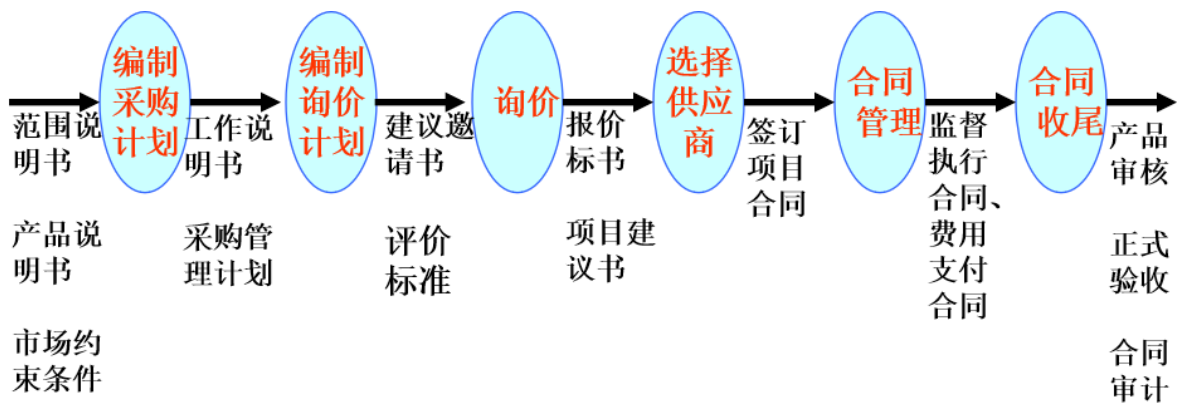 编制
采购
计划
编制
询价
计划
询价
选择
供应
商
合同
管理
合同
收尾
范围说
明书
产品说
明书
市场约
束条件
工作说
明书
采购管
理计划
建议邀
请书
评价
标准
报价
标书
项目建
议书
签订
项目
合同
监督
执行
合同、
费用
支付
合同
产品
审核
正式
验收
合同
审计